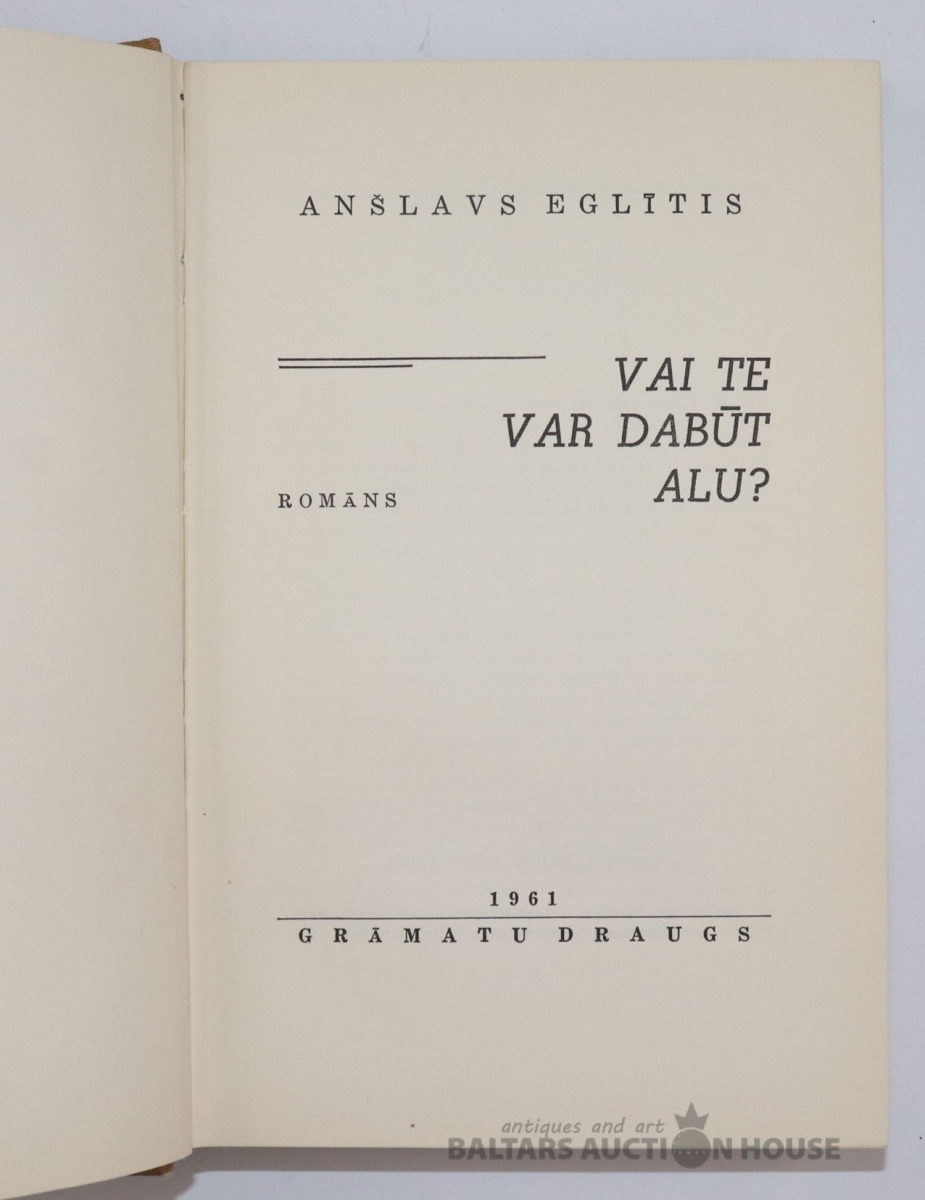 ANŠLAVS EGLĪTIS
VAI TE
VAR DABŪT
ALU?
ROMĀNS
1961
GRĀMATU DRAUGS
antiques and art
BALTARS AUCTION HOUSE